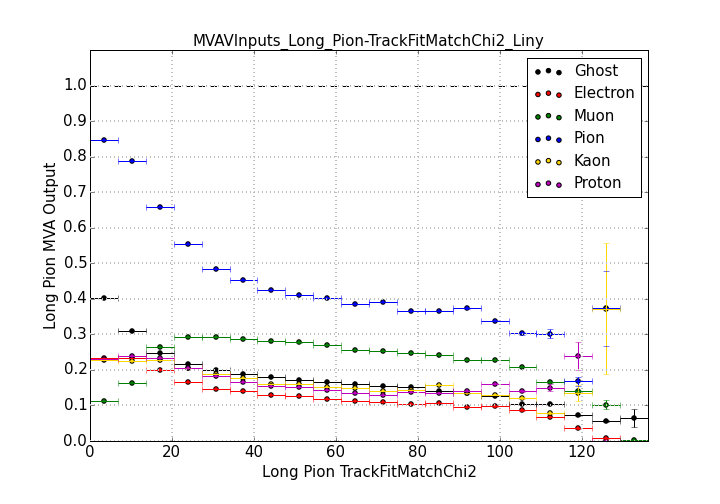 MVAVInputs_Long_Pion-TrackFitMatchChi2_Liny
Ghost
Electron
Muon
Pion
Kaon
Proton
Long Pion MVA Output
1.0
0.9
0.8
0.7
0.6
0.5
0.4
0.3
0.2
0.1
0.0
0 20 40 60 80 100 120
Long Pion TrackFitMatchChi2